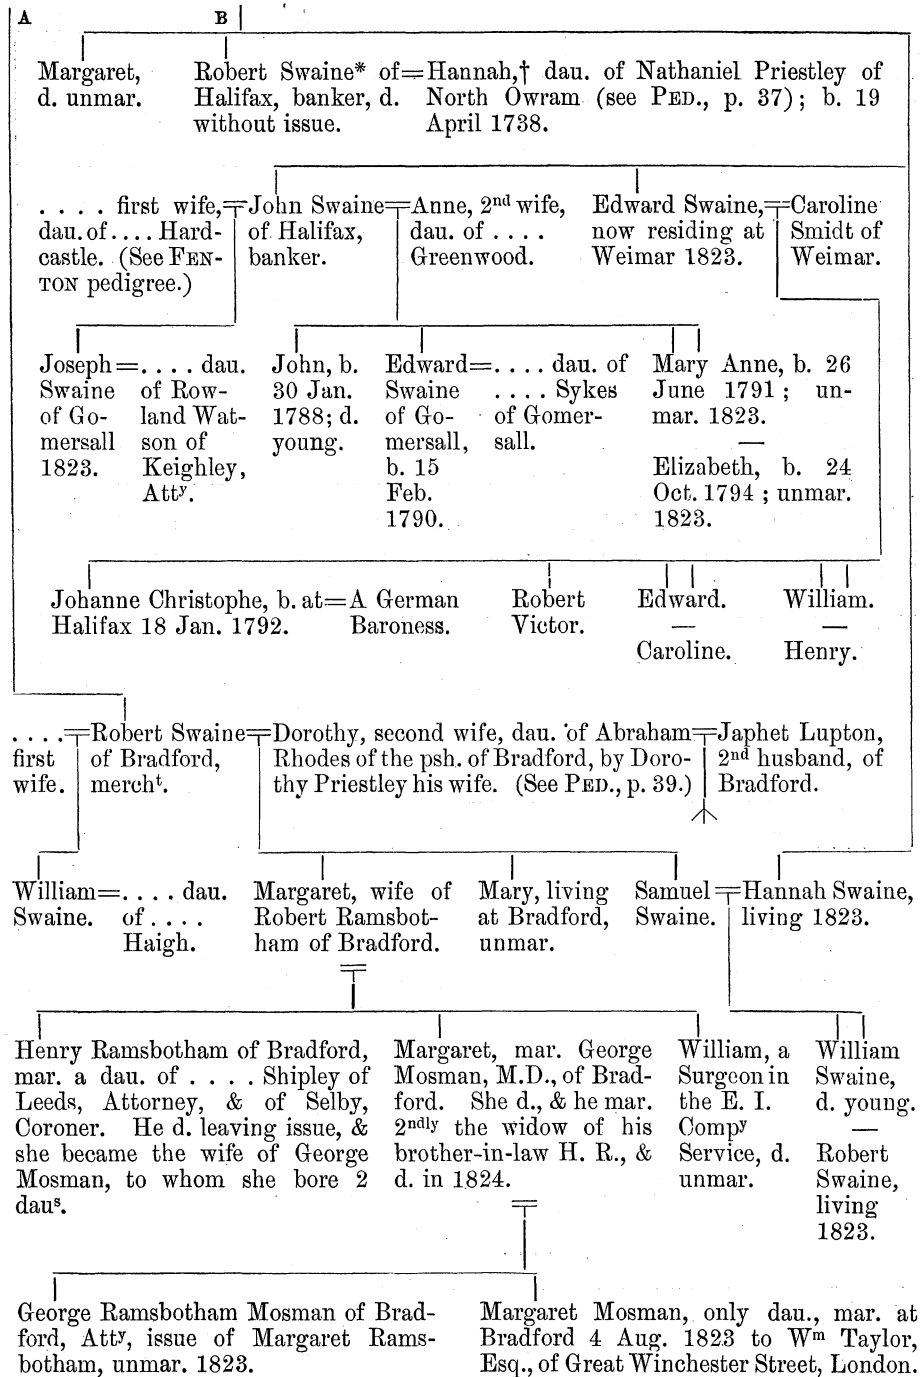 A
B
Margaret,
d. unmar.
Robert Swaine* of=Hannah,† dau. of Nathaniel Priestley of
Halifax, banker, d. North Owram (see PED., p. 37); b. 19
without issue. April 1738.
. . . . first wife,
dau. of . . . . Hard-
castle. (See FEN-
TON pedigree.)
John Swaine
of Halifax,
banker.
Anne, 2nd wife,
dau. of . . . .
Greenwood.
Edward Swaine,
now residing at
Weimar 1823.
Caroline
Smidt of
Weimar.
Joseph=
Swaine
of Go-
mersall
1823.
. . . . dau.
of Row-
land Wat-
son of
Keighley,
Atty.
John, b.
30 Jan.
1788; d.
young.
Edward=
Swaine
of Go-
mersall,
b. 15
Feb.
1790.
. . . . dau. of
. . . . Sykes
of Gomer-
sall.
Mary Anne, b. 26
June 1791; un-
mar. 1823.
—
Elizabeth, b. 24
Oct. 1794; unmar.
1823.
Johanne Christophe, b. at=A German
Halifax 18 Jan. 1792. Baroness.
Robert
Victor.
Edward.
—
Caroline.
William.
—
Henry.
. . . .
first
wife.
Robert Swaine
of Bradford,
mercht.
Dorothy, second wife, dau. of Abraham
Rhodes of the psh. of Bradford, by Doro-
thy Priestley his wife. (See PED., p. 39.)
Japhet Lupton,
2nd husband, of
Bradford.
William=
Swaine.
. . . . dau.
of . . . .
Haigh.
Margaret, wife of
Robert Ramsbot-
ham of Bradford.
Mary, living
at Bradford,
unmar.
Samuel
Swaine.
Hannah Swaine,
living 1823.
Henry Ramsbotham of Bradford,
mar. a dau. of . . . . Shipley of
Leeds, Attorney, & of Selby,
Coroner. He d. leaving issue, &
she became the wife of George
Mosman, to whom she bore 2
daus.
Margaret, mar. George
Mosman, M.D., of Brad-
ford. She d., & he mar.
2ndly the widow of his
brother-in-law H. R., &
d. in 1824.
William, a
Surgeon in
the E. I.
Compy
Service, d.
unmar.
William
Swaine,
d. young.
—
Robert
Swaine,
living
1823.
George Ramsbotham Mosman of Brad-
ford, Atty, issue of Margaret Rams-
botham, unmar. 1823.
Margaret Mosman, only dau., mar. at
Bradford 4 Aug. 1823 to Wm Taylor,
Esq., of Great Winchester Street, London.